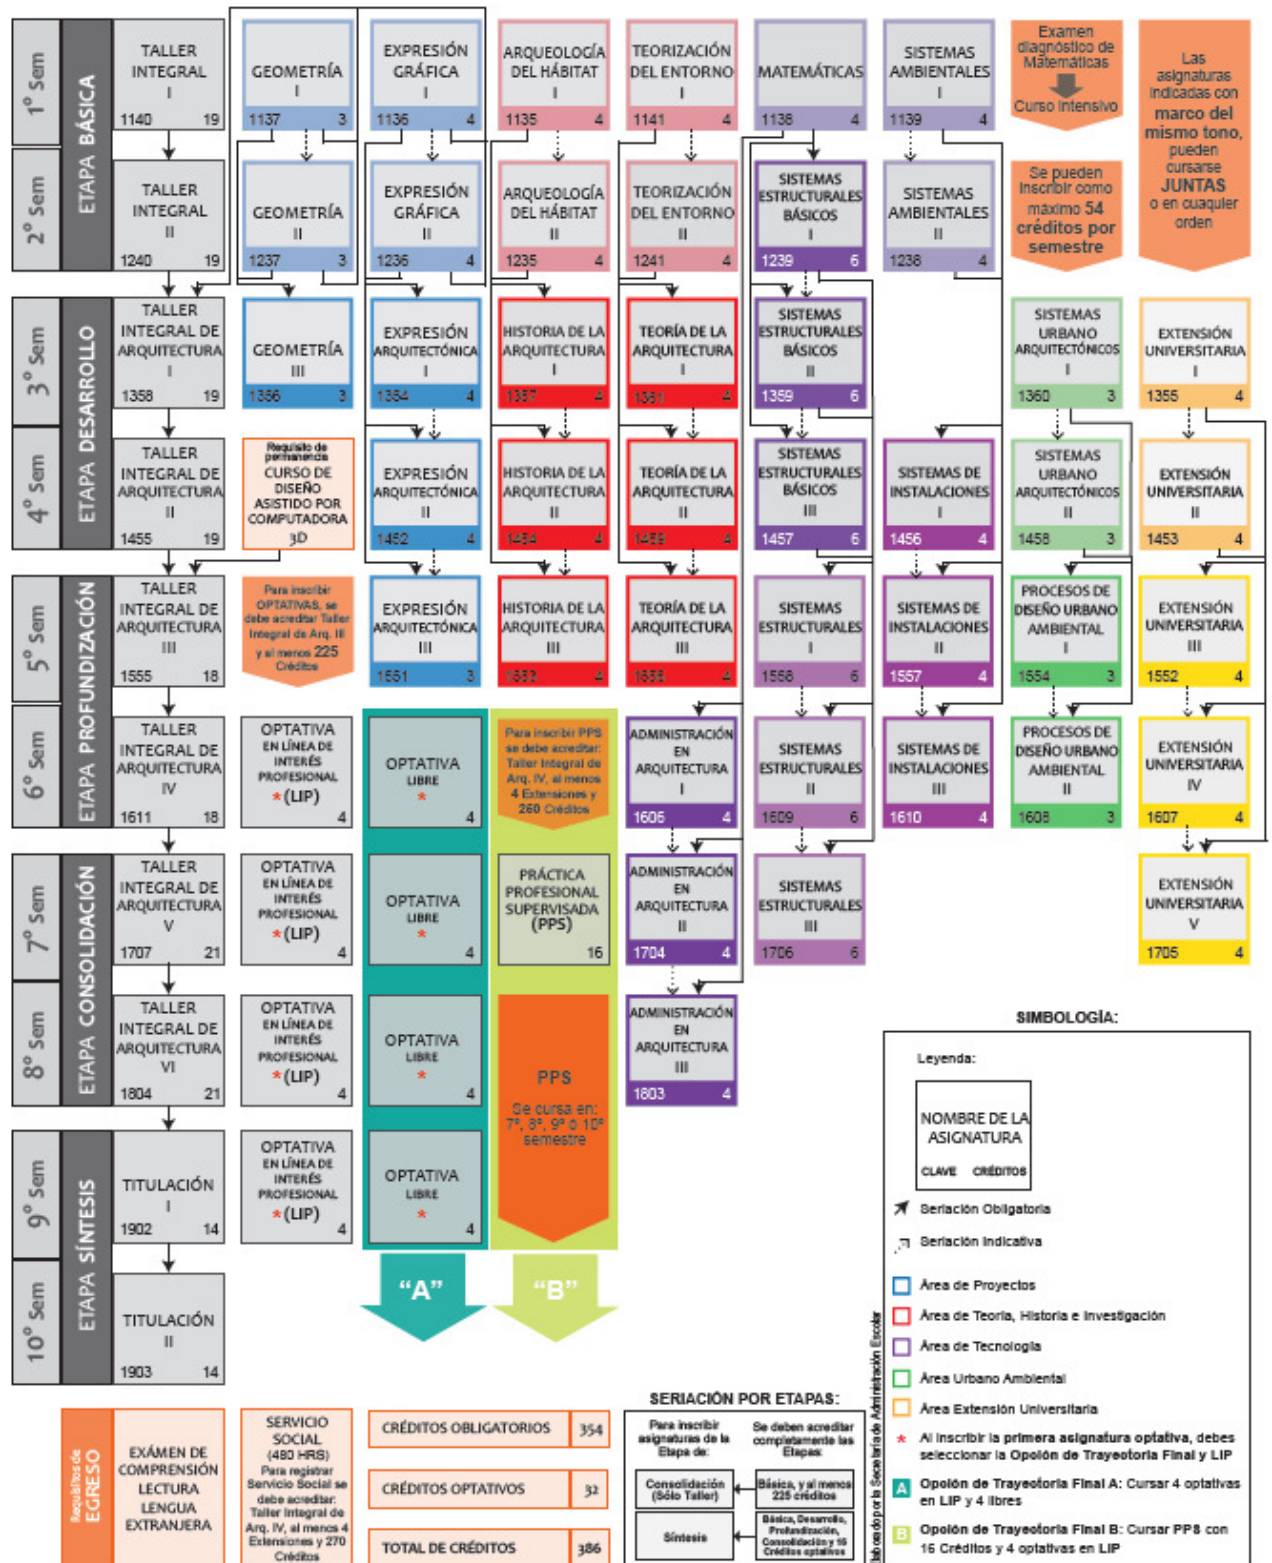 1° Sem
ETAPA BÁSICA
TALLER
INTEGRAL
I
1140 19
GEOMETRÍA
I
1137 3
EXPRESIÓN
GRÁFICA
I
1136 4
ARQUEOLOGÍA
DEL HÁBITAT
I
1135 4
TEORIZACIÓN
DEL ENTORNO
I
1141 4
MATEMÁTICAS
1138 4
SISTEMAS
AMBIENTALES
I
1139 4
Examen
diagnóstico de
Matemáticas
Curso Intensivo
Las
asignaturas
indicadas con
marco del
mismo tono,
pueden
cursarse
JUNTAS
o en cuaquier
orden
2° Sem
TALLER
INTEGRAL
II
1240 19
GEOMETRÍA
II
1237 3
EXPRESIÓN
GRÁFICA
II
1236 4
ARQUEOLOGÍA
DEL HÁBITAT
II
1235 4
TEORIZACIÓN
DEL ENTORNO
II
1241 4
SISTEMAS
ESTRUCTURALES
BÁSICOS
I
1239 6
SISTEMAS
AMBIENTALES
II
1238 4
Se pueden
inscribir como
máximo 54
créditos por
semestre
3° Sem
ETAPA DESARROLLO
TALLER
INTEGRAL DE
ARQUITECTURA
I
1358 19
GEOMETRÍA
III
1356 3
EXPRESIÓN
ARQUITECTÓNICA
I
1354 4
HISTORIA DE LA
ARQUITECTURA
I
1357 4
TEORÍA DE LA
ARQUITECTURA
I
1361 4
SISTEMAS
ESTRUCTURALES
BÁSICOS
II
1359 6
SISTEMAS
URBANO
ARQUITECTÓNICOS
I
1360 3
EXTENSIÓN
UNIVERSITARIA
I
1355 4
4° Sem
TALLER
INTEGRAL DE
ARQUITECTURA
II
1455 19
Requisito de
permanencia
CURSO DE
DISEÑO
ASISTIDO POR
COMPUTADORA
3D
EXPRESIÓN
ARQUITECTÓNICA
II
1452 4
HISTORIA DE LA
ARQUITECTURA
II
1454 4
TEORÍA DE LA
ARQUITECTURA
II
1459 4
SISTEMAS
ESTRUCTURALES
BÁSICOS
III
1457 6
SISTEMAS DE
INSTALACIONES
I
1456 4
SISTEMAS
URBANO
ARQUITECTÓNICOS
II
1458 3
EXTENSIÓN
UNIVERSITARIA
II
1453 4
5° Sem
ETAPA PROFUNDIZACIÓN
TALLER
INTEGRAL DE
ARQUITECTURA
III
1555 18
Para inscribir
OPTATIVAS, se
debe acreditar Taller
Integral de Arq. III
y al menos 225
Créditos
EXPRESIÓN
ARQUITECTÓNICA
III
1551 3
HISTORIA DE LA
ARQUITECTURA
III
1553 4
TEORÍA DE LA
ARQUITECTURA
III
4
SISTEMAS
ESTRUCTURALES
I
1558 6
SISTEMAS DE
INSTALACIONES
II
1557 4
PROCESOS DE
DISEÑO URBANO
AMBIENTAL
I
1554 3
EXTENSIÓN
UNIVERSITARIA
III
1552 4
6° Sem
TALLER
INTEGRAL DE
ARQUITECTURA
IV
1611 18
OPTATIVA
EN LÍNEA DE
INTERÉS
PROFESIONAL
*(LIP)
4
OPTATIVA
LIBRE
*
4
Para inscribir PPS
se debe acreditar:
Taller Integral de
Arq. IV, al menos
4 Extensiones y
260 Créditos
ADMINISTRACIÓN
EN
ARQUITECTURA
I
1606 4
SISTEMAS
ESTRUCTURALES
II
1609 6
SISTEMAS DE
INSTALACIONES
III
1610 4
PROCESOS DE
DISEÑO URBANO
AMBIENTAL
II
1608 3
EXTENSIÓN
UNIVERSITARIA
IV
1607 4
7° Sem
ETAPA CONSOLIDACIÓN
TALLER
INTEGRAL DE
ARQUITECTURA
V
1707 21
OPTATIVA
EN LÍNEA DE
INTERÉS
PROFESIONAL
*(LIP)
4
OPTATIVA
LIBRE
*
4
PRÁCTICA
PROFESIONAL
SUPERVISADA
(PPS)
16
ADMINISTRACIÓN
EN
ARQUITECTURA
II
1704 4
SISTEMAS
ESTRUCTURALES
III
1706 6
EXTENSIÓN
UNIVERSITARIA
V
1705 4
8° Sem
TALLER
INTEGRAL DE
ARQUITECTURA
VI
1804 21
OPTATIVA
EN LÍNEA DE
INTERÉS
PROFESIONAL
*(LIP)
4
OPTATIVA
LIBRE
*
4
PPS
Se cursa en:
7°, 8°, 9° ó 10°
semestre
ADMINISTRACIÓN
EN
ARQUITECTURA
III
1803 4
9° Sem
ETAPA SÍNTESIS
TITULACIÓN
I
1902 14
OPTATIVA
EN LÍNEA DE
INTERÉS
PROFESIONAL
*(LIP)
4
OPTATIVA
LIBRE
*
4
"A"
"B"
10° Sem
TITULACIÓN
II
1903 14
SIMBOLOGÍA:
Leyenda:
NOMBRE DE LA
ASIGNATURA
CLAVE CRÉDITOS
Seriación Obligatoria
Seriación Indicativa
Área de Proyectos
Área de Teoría, Historia e Investigación
Área de Tecnología
Área Urbano Ambiental
Área Extensión Universitaria
* Al inscribir la primera asignatura optativa, debes
seleccionar la Opción de Trayectoria Final y LIP
A Opción de Trayectoria Final A: Cursar 4 optativas
en LIP y 4 libres
B Opción de Trayectoria Final B: Cursar PPS con
16 Créditos y 4 optativas en LIP
Elaborado por la Secretaría de Administración Escolar
Requisitos de
EGRESO
EXÁMEN DE
COMPRENSIÓN
LECTURA
LENGUA
EXTRANJERA
SERVICIO
SOCIAL
(480 HRS)
Para registrar
Servicio Social se
debe acreditar:
Taller Integral de
Arq. IV, al menos 4
Extensiones y 270
Créditos
CRÉDITOS OBLIGATORIOS 354
CRÉDITOS OPTATIVOS 32
TOTAL DE CRÉDITOS 386
SERIACIÓN POR ETAPAS:
Para inscribir
asignaturas de la
Etapa de:
Se deben acreditar
completamente las
Etapas:
Consolidación
(Sólo Taller)
Básica, y al menos
225 créditos
Síntesis
Básica, Desarrollo,
Profundización,
Consolidación y 16
Créditos optativos